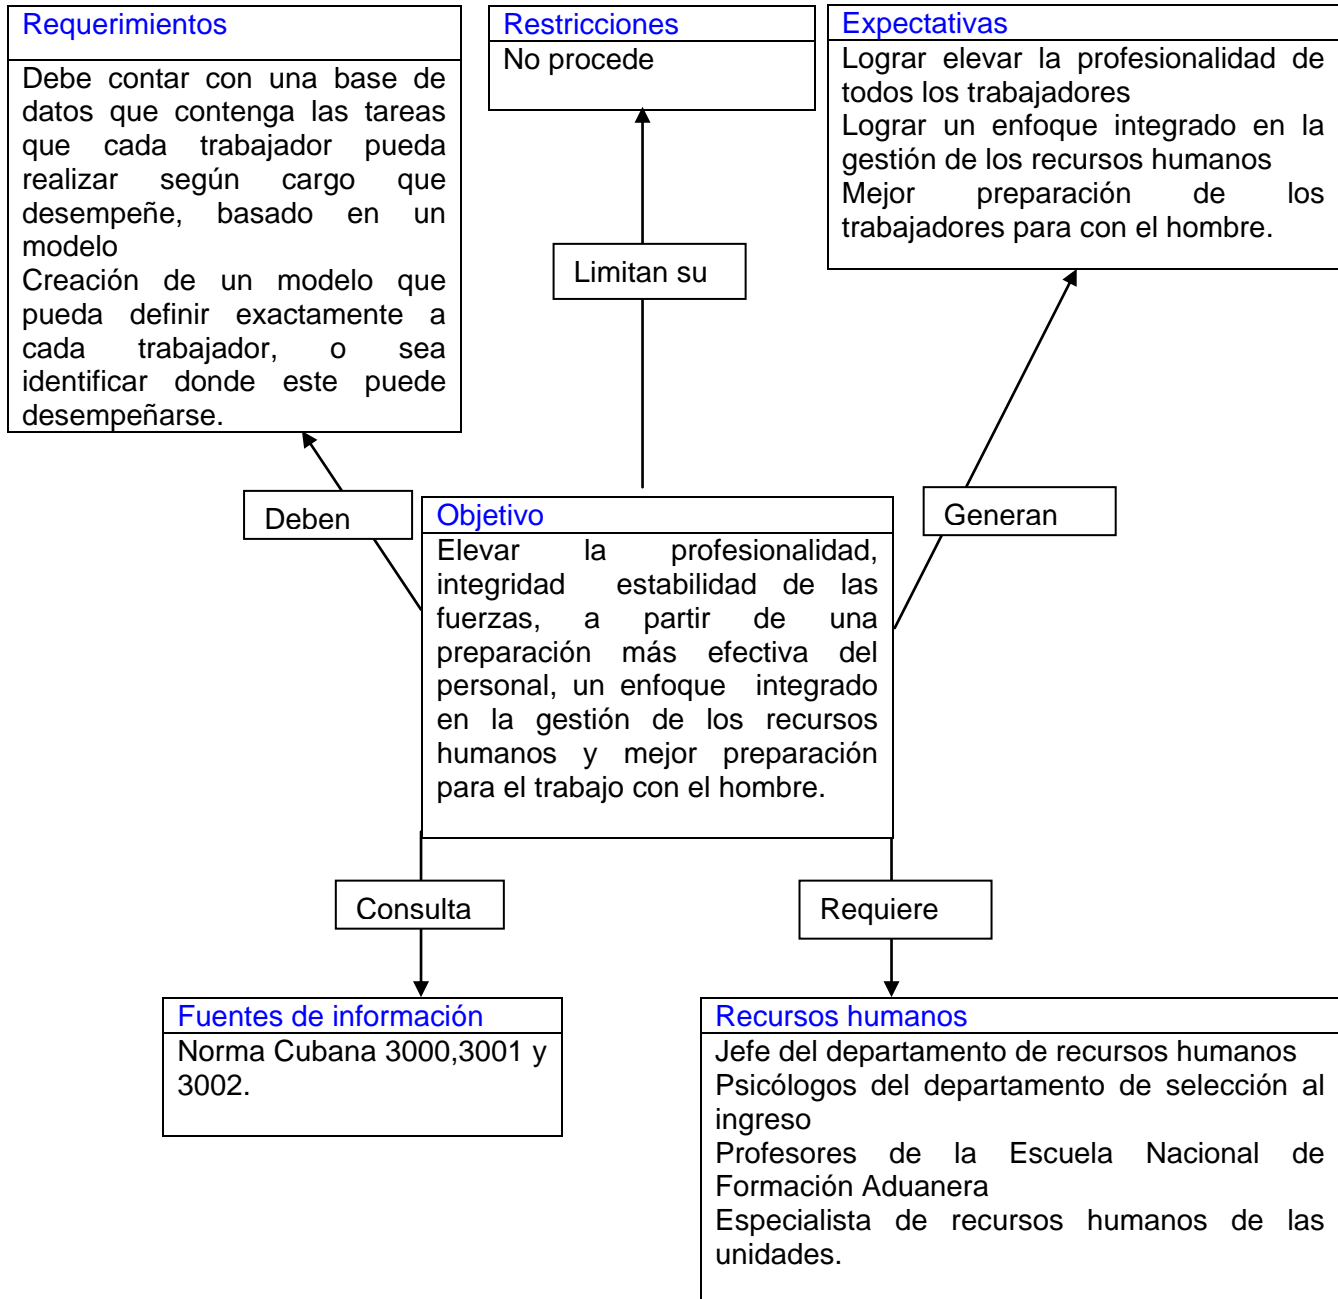 Requerimientos
Debe contar con una base de
datos que contenga las tareas
que cada trabajador pueda
realizar según cargo que
desempeñe, basado en un
modelo
Creación de un modelo que
pueda definir exactamente a
cada trabajador, o sea
identificar donde este puede
desempeñarse.
Restricciones
No procede
Expectativas
Lograr elevar la profesionalidad de
todos los trabajadores
Lograr un enfoque integrado en la
gestión de los recursos humanos
Mejor preparación de los
trabajadores para con el hombre.
Limitan su
Deben
Generan
Objetivo
Elevar la profesionalidad,
integridad estabilidad de las
fuerzas, a partir de una
preparación más efectiva del
personal, un enfoque integrado
en la gestión de los recursos
humanos y mejor preparación
para el trabajo con el hombre.
Consulta
Requiere
Fuentes de información
Norma Cubana 3000,3001 y
3002.
Recursos humanos
Jefe del departamento de recursos humanos
Psicólogos del departamento de selección al
ingreso
Profesores de la Escuela Nacional de
Formación Aduanera
Especialista de recursos humanos de las
unidades.